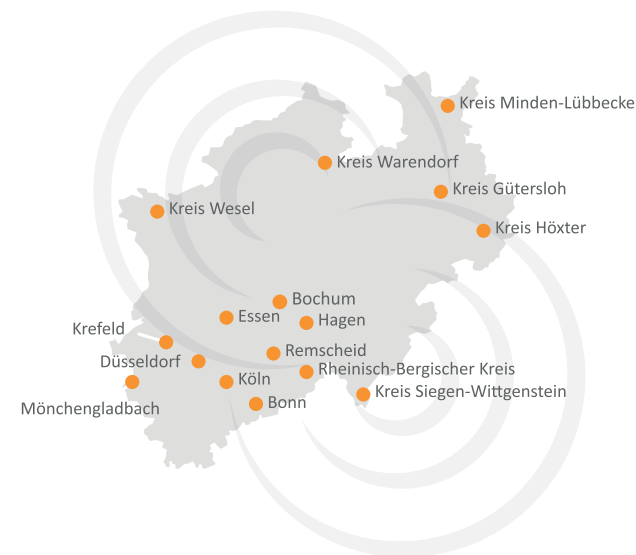 Kreis Minden-Lübbecke
Kreis Warendorf
Kreis Gütersloh
Kreis Wesel
Kreis Höxter
Bochum
Essen
Hagen
Krefeld
Remscheid
Düsseldorf
Rheinisch-Bergischer Kreis
Köln
Kreis Siegen-Wittgenstein
Bonn
Mönchengladbach